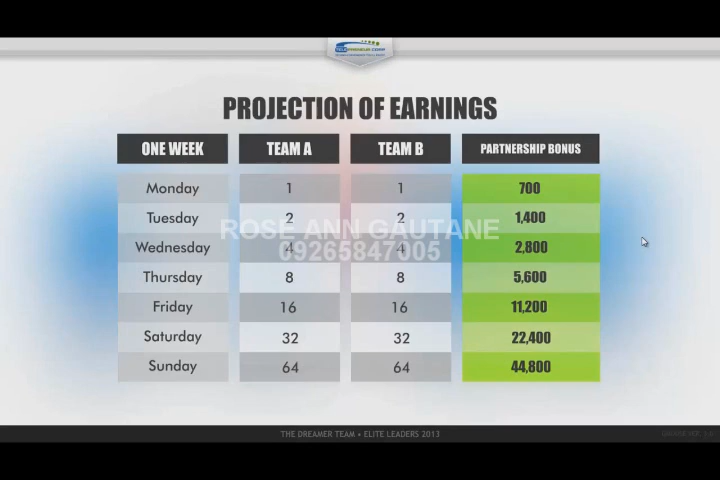 PROJECTION OF EARNINGS
ONE WEEK TEAM A TEAM B PARTNERSHIP BONUS
Monday 1 1 700
Tuesday 2 2 1,400
ROSE ANN GAUTANE
Wednesday 4 4 2,800
09265847005
Thursday 8 8 5,600
Friday 16 16 11,200
Saturday 32 32 22,400
Sunday 64 64 44,800
THE DREAMER TEAM • ELITE LEADERS 2013